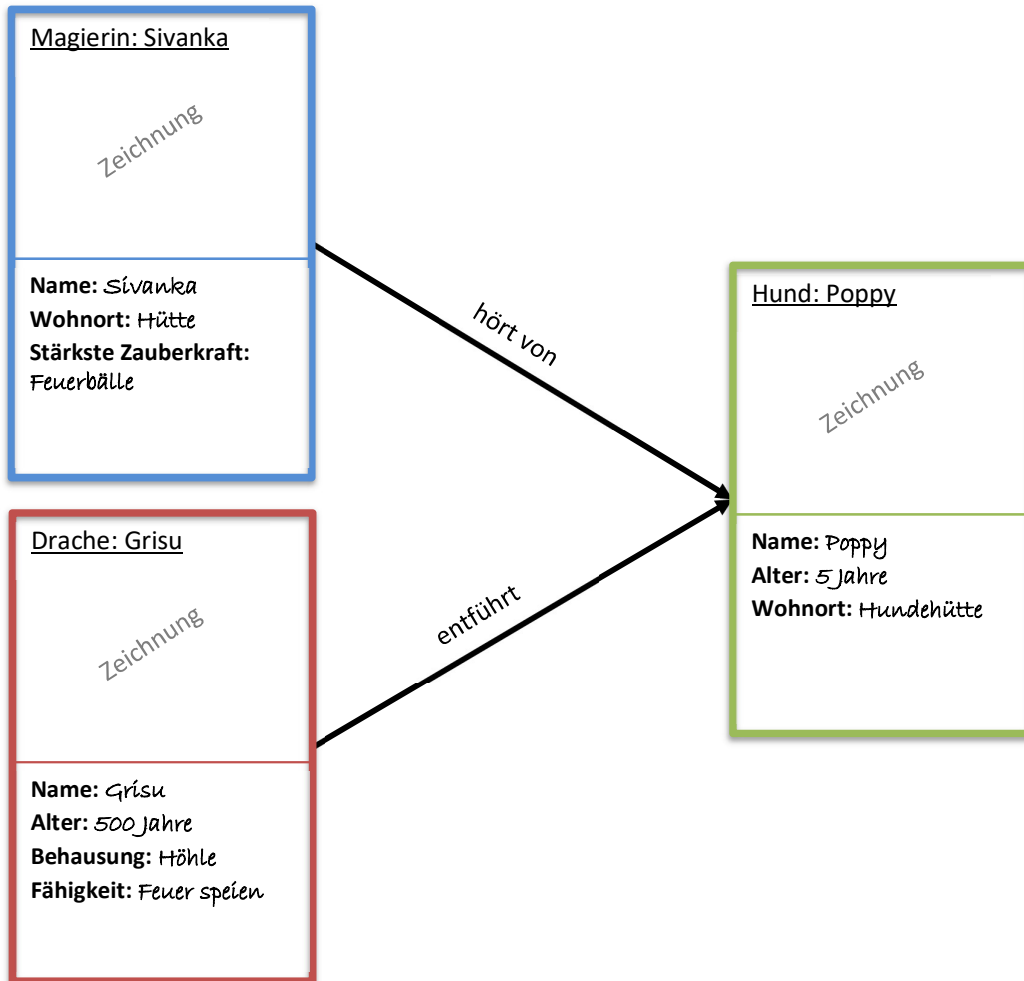 Magierin: Sivanka
Zeichnung
Name: Sivanka
Wohnort: Hütte
Stärkste Zauberkraft:
Feuerbälle
hört von
Hund: Poppy
Zeichnung
Name: Poppy
Alter: 5 Jahre
Wohnort: Hundehütte
Drache: Grisu
Zeichnung
Name: Grisu
Alter: 500 Jahre
Behausung: Höhle
Fähigkeit: Feuer speien
entführt